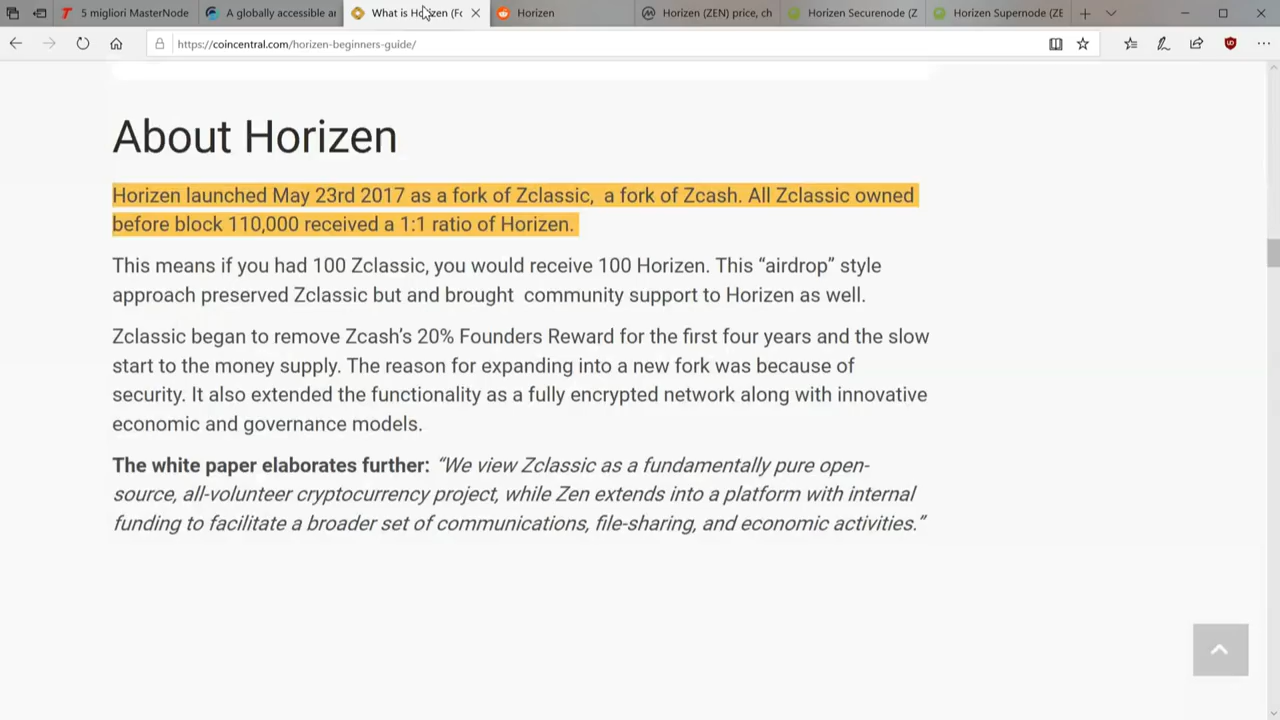 5 migliori MasterNode
A globally accessible ar
What is Horizen (Fo
Horizen
Horizen (ZEN) price, ch
Horizen Securenode (Z
Horizen Supernode (ZE
https://coincentral.com/horizen-beginners-guide/
About Horizen
Horizen launched May 23rd 2017 as a fork of Zclassic,  a fork of Zcash. All Zclassic owned
before block 110,000 received a 1:1 ratio of Horizen.
This means if you had 100 Zclassic, you would receive 100 Horizen. This “airdrop” style
approach preserved Zclassic but and brought  community support to Horizen as well.
Zclassic began to remove Zcash’s 20% Founders Reward for the first four years and the slow
start to the money supply. The reason for expanding into a new fork was because of
security. It also extended the functionality as a fully encrypted network along with innovative
economic and governance models.
The white paper elaborates further: “We view Zclassic as a fundamentally pure open-
source, all-volunteer cryptocurrency project, while Zen extends into a platform with internal
funding to facilitate a broader set of communications, file-sharing, and economic activities.”